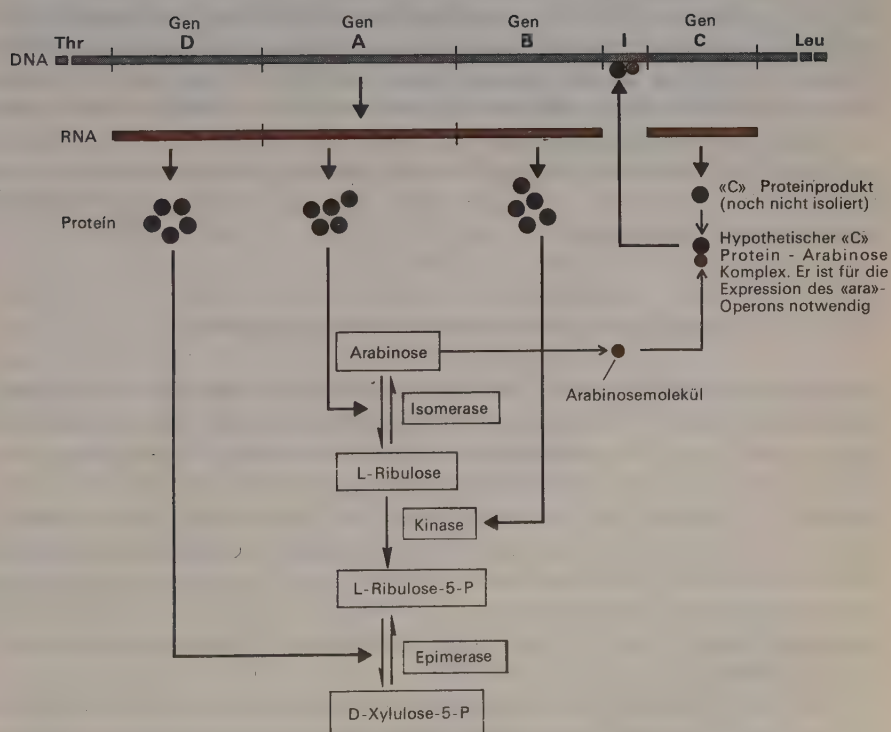 Gen Gen Gen Gen
Thr D A B I C Leu
DNA
RNA
Protein
«C» Proteinprodukt
(noch nicht isoliert)
Hypothetischer «C»
Protein - Arabinose
Komplex. Er ist für die
Expression des «ara»-
Operons notwendig
Arabinose
Arabinosemolekül
Isomerase
L-Ribulose
Kinase
L-Ribulose-5-P
Epimerase
D-Xylulose-5-P